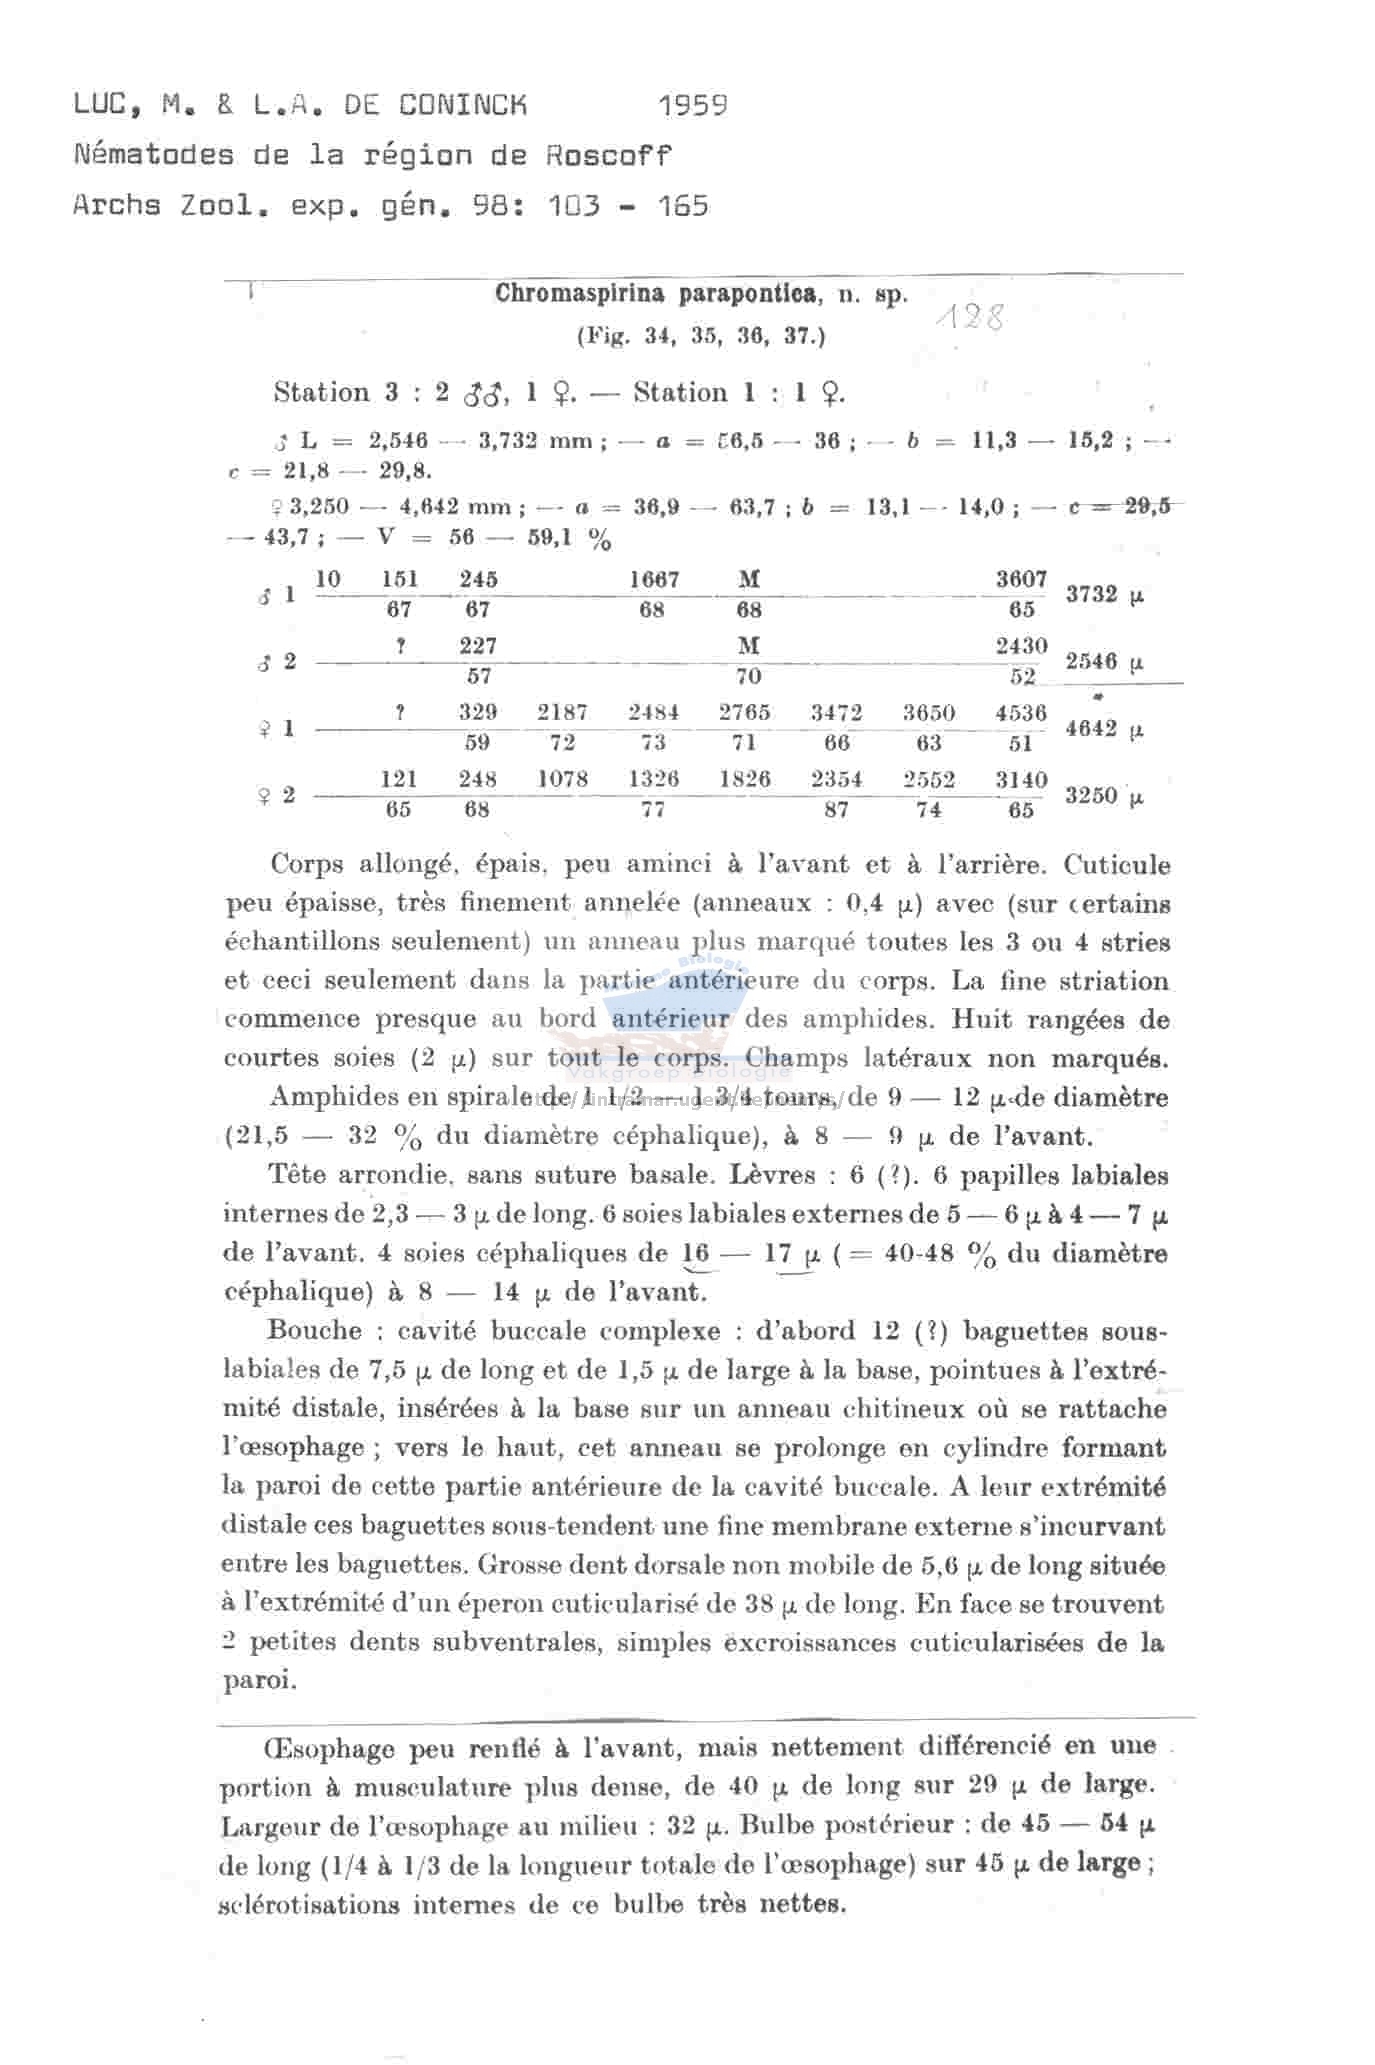 LUC, M. & L.A. DE CONINCK 1959
Nématodes de la région de Roscoff
Archs Zool. exp. gén. 98: 103 - 165
Chromaspirina parapontica, n. sp.
128
(Fig. 34, 35, 36, 37.)
Station 3 : 2 ♂♂, 1 ♀. — Station 1 : 1 ♀.
♂ L = 2,546 — 3,732 mm ; — a = 56,5 — 36 ; — b = 11,3 — 15,2 ; —
c = 21,8 — 29,8.
♀ 3,250 — 4,642 mm ; — a = 36,9 — 63,7 ; b = 13,1 — 14,0 ; — c = 29,5
— 43,7 ; — V = 56 — 59,1 %
10 151 245 1667 M 3607
♂ 1 3732 μ
67 67 68 68 65
? 227 M 2430
♂ 2 2546 μ
57 70 52
? 329 2187 2484 2765 3472 3650 4536
♀ 1 4642 μ
59 72 73 71 66 63 51
121 248 1078 1326 1826 2354 2552 3140
♀ 2 3250 μ
65 68 77 87 74 65
Corps allongé, épais, peu aminci à l'avant et à l'arrière. Cuticule
peu épaisse, très finement annelée (anneaux : 0,4 μ) avec (sur certains
échantillons seulement) un anneau plus marqué toutes les 3 ou 4 stries
et ceci seulement dans la partie antérieure du corps. La fine striation
commence presque au bord antérieur des amphides. Huit rangées de
courtes soies (2 μ) sur tout le corps. Champs latéraux non marqués.
Vakgroep Biologie
Amphides en spirale de 1 1/2 — 1 3/4 tours, de 9 — 12 μ de diamètre
(21,5 — 32 % du diamètre céphalique), à 8 — 9 μ de l'avant.
Tête arrondie, sans suture basale. Lèvres : 6 (?). 6 papilles labiales
internes de 2,3 — 3 μ de long. 6 soies labiales externes de 5 — 6 μ à 4 — 7 μ
de l'avant. 4 soies céphaliques de 16 — 17 μ (= 40-48 % du diamètre
céphalique) à 8 — 14 μ de l'avant.
Bouche : cavité buccale complexe : d'abord 12 (?) baguettes sous-
labiales de 7,5 μ de long et de 1,5 μ de large à la base, pointues à l'extré-
mité distale, insérées à la base sur un anneau chitineux où se rattache
l'œsophage ; vers le haut, cet anneau se prolonge en cylindre formant
la paroi de cette partie antérieure de la cavité buccale. A leur extrémité
distale ces baguettes sous-tendent une fine membrane externe s'incurvant
entre les baguettes. Grosse dent dorsale non mobile de 5,6 μ de long située
à l'extrémité d'un éperon cuticularisé de 38 μ de long. En face se trouvent
2 petites dents subventrales, simples excroissances cuticularisées de la
paroi.
Œsophage peu renflé à l'avant, mais nettement différencié en une
portion à musculature plus dense, de 40 μ de long sur 29 μ de large.
Largeur de l'œsophage au milieu : 32 μ. Bulbe postérieur : de 45 — 54 μ
de long (1/4 à 1/3 de la longueur totale de l'œsophage) sur 45 μ de large ;
sclérotisations internes de ce bulbe très nettes.